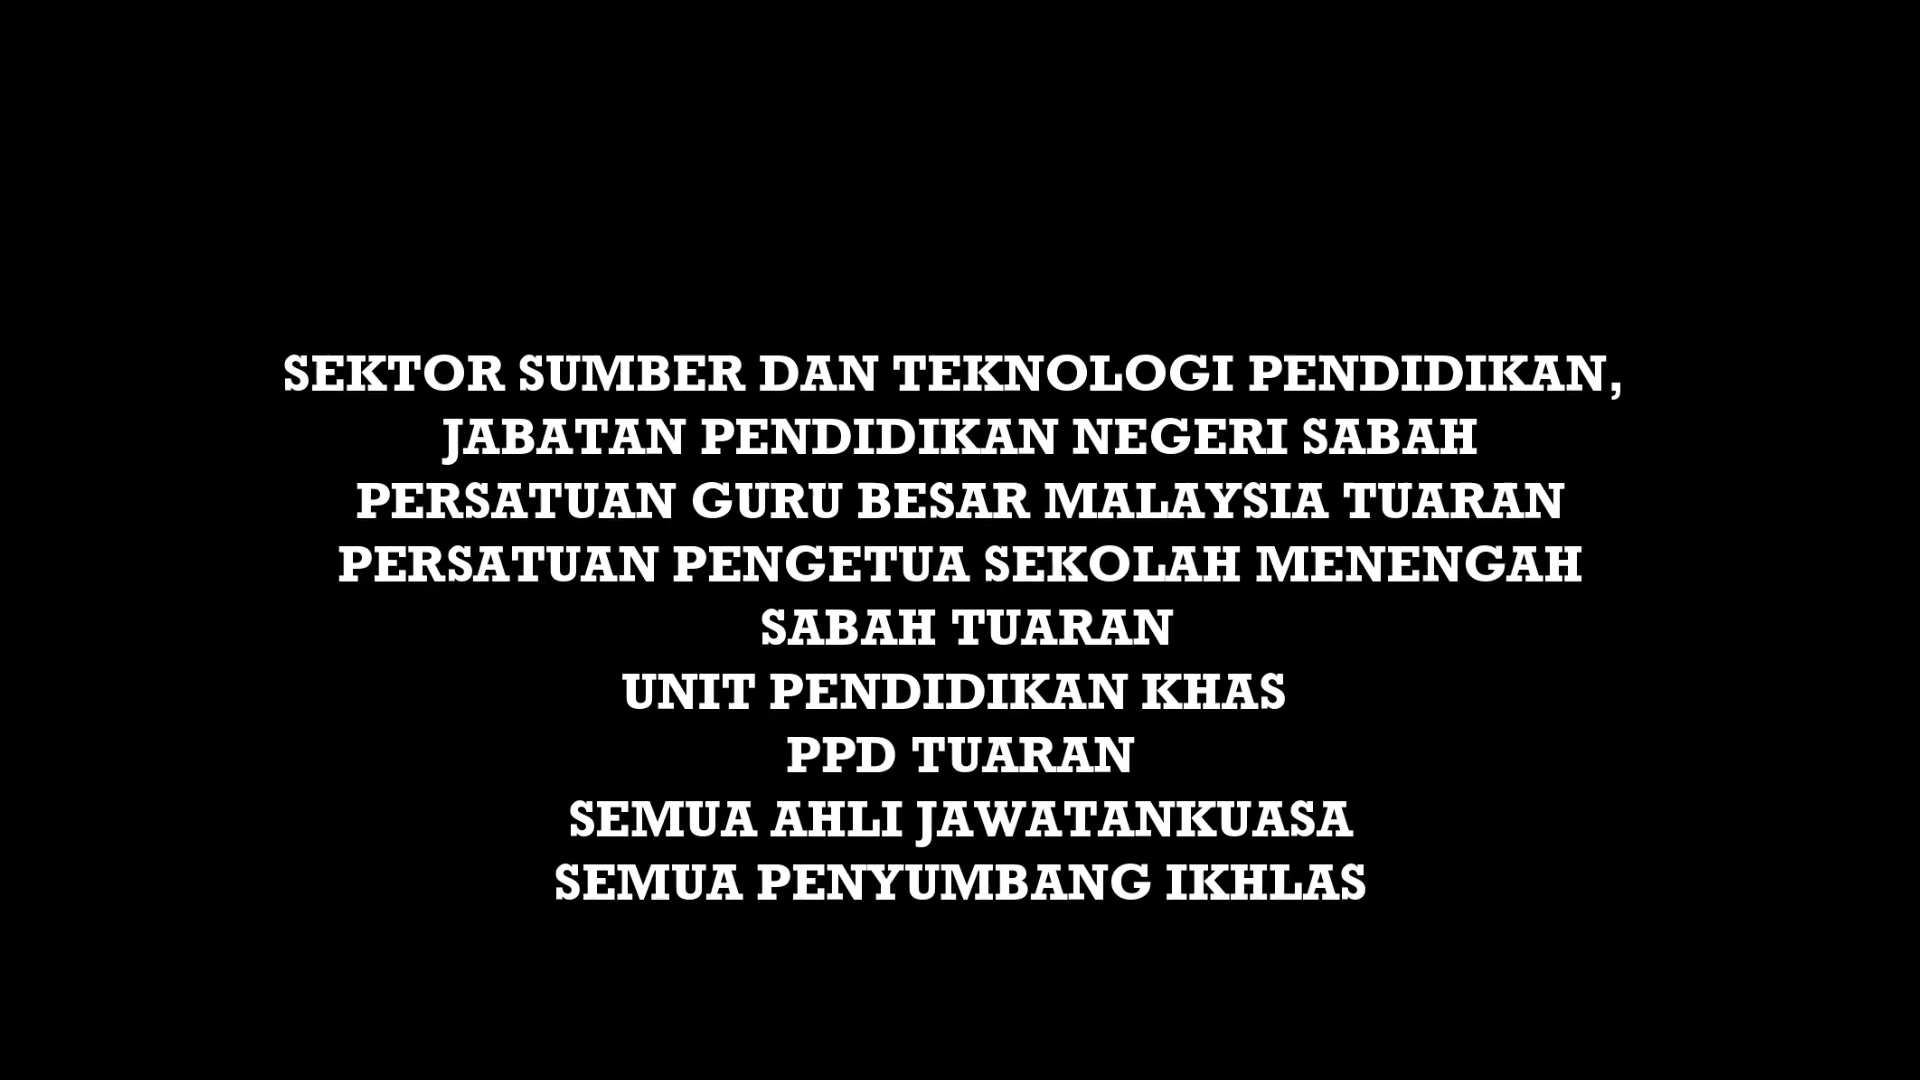 SEKTOR SUMBER DAN TEKNOLOGI PENDIDIKAN,
JABATAN PENDIDIKAN NEGERI SABAH
PERSATUAN GURU BESAR MALAYSIA TUARAN
PERSATUAN PENGETUA SEKOLAH MENENGAH
SABAH TUARAN
UNIT PENDIDIKAN KHAS
PPD TUARAN
SEMUA AHLI JAWATANKUASA
SEMUA PENYUMBANG IKHLAS